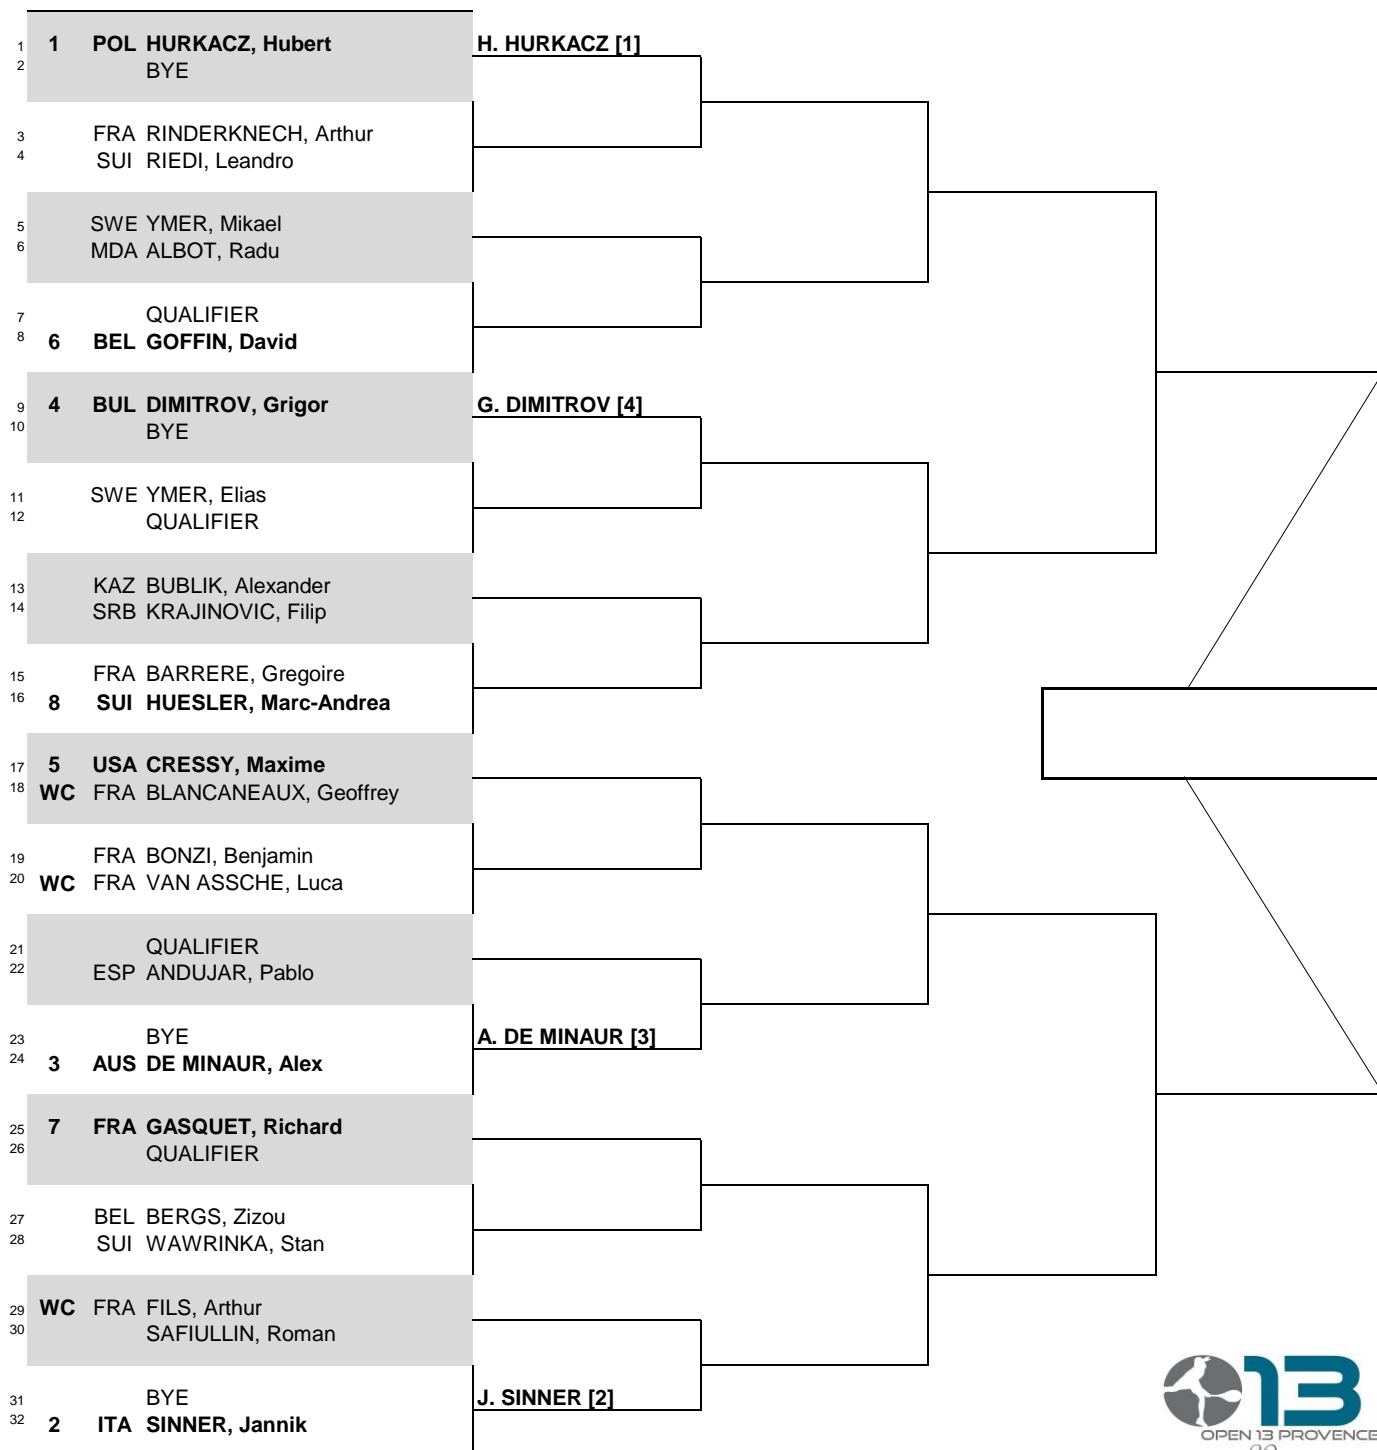 1 1 POL HURKACZ, Hubert H. HURKACZ [1]
2 BYE
3 FRA RINDERKNECH, Arthur
4 SUI RIEDI, Leandro
5 SWE YMER, Mikael
6 MDA ALBOT, Radu
7 QUALIFIER
8 6 BEL GOFFIN, David
9 4 BUL DIMITROV, Grigor G. DIMITROV [4]
10 BYE
11 SWE YMER, Elias
12 QUALIFIER
13 KAZ BUBLIK, Alexander
14 SRB KRAJINOVIC, Filip
15 FRA BARRERE, Gregoire
16 8 SUI HUESLER, Marc-Andrea
17 5 USA CRESSY, Maxime
18 WC FRA BLANCANEAUX, Geoffrey
19 FRA BONZI, Benjamin
20 WC FRA VAN ASSCHE, Luca
21 QUALIFIER
22 ESP ANDUJAR, Pablo
23 BYE A. DE MINAUR [3]
24 3 AUS DE MINAUR, Alex
25 7 FRA GASQUET, Richard
26 QUALIFIER
27 BEL BERGS, Zizou
28 SUI WAWRINKA, Stan
29 WC FRA FILS, Arthur
30 SAFIULLIN, Roman
31 BYE J. SINNER [2]
32 2 ITA SINNER, Jannik
13
OPEN 13 PROVENCE